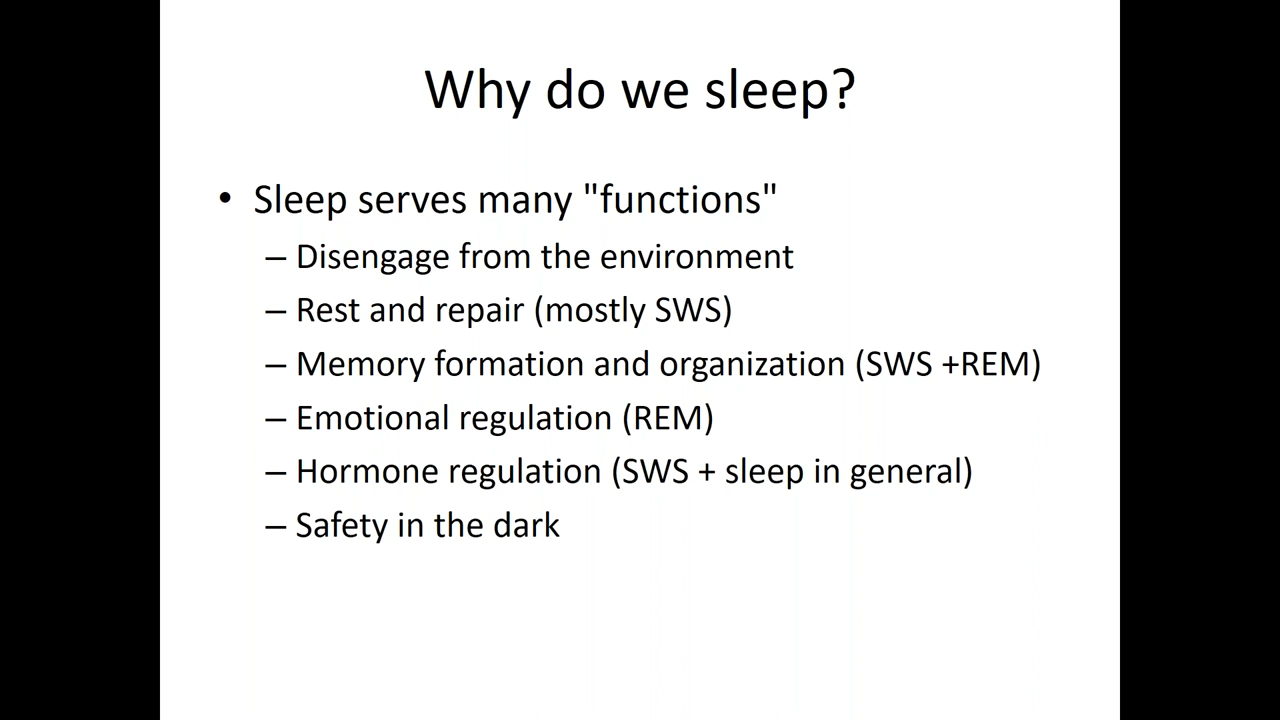 Why do we sleep?
• Sleep serves many "functions"
– Disengage from the environment
– Rest and repair (mostly SWS)
– Memory formation and organization (SWS +REM)
– Emotional regulation (REM)
– Hormone regulation (SWS + sleep in general)
– Safety in the dark